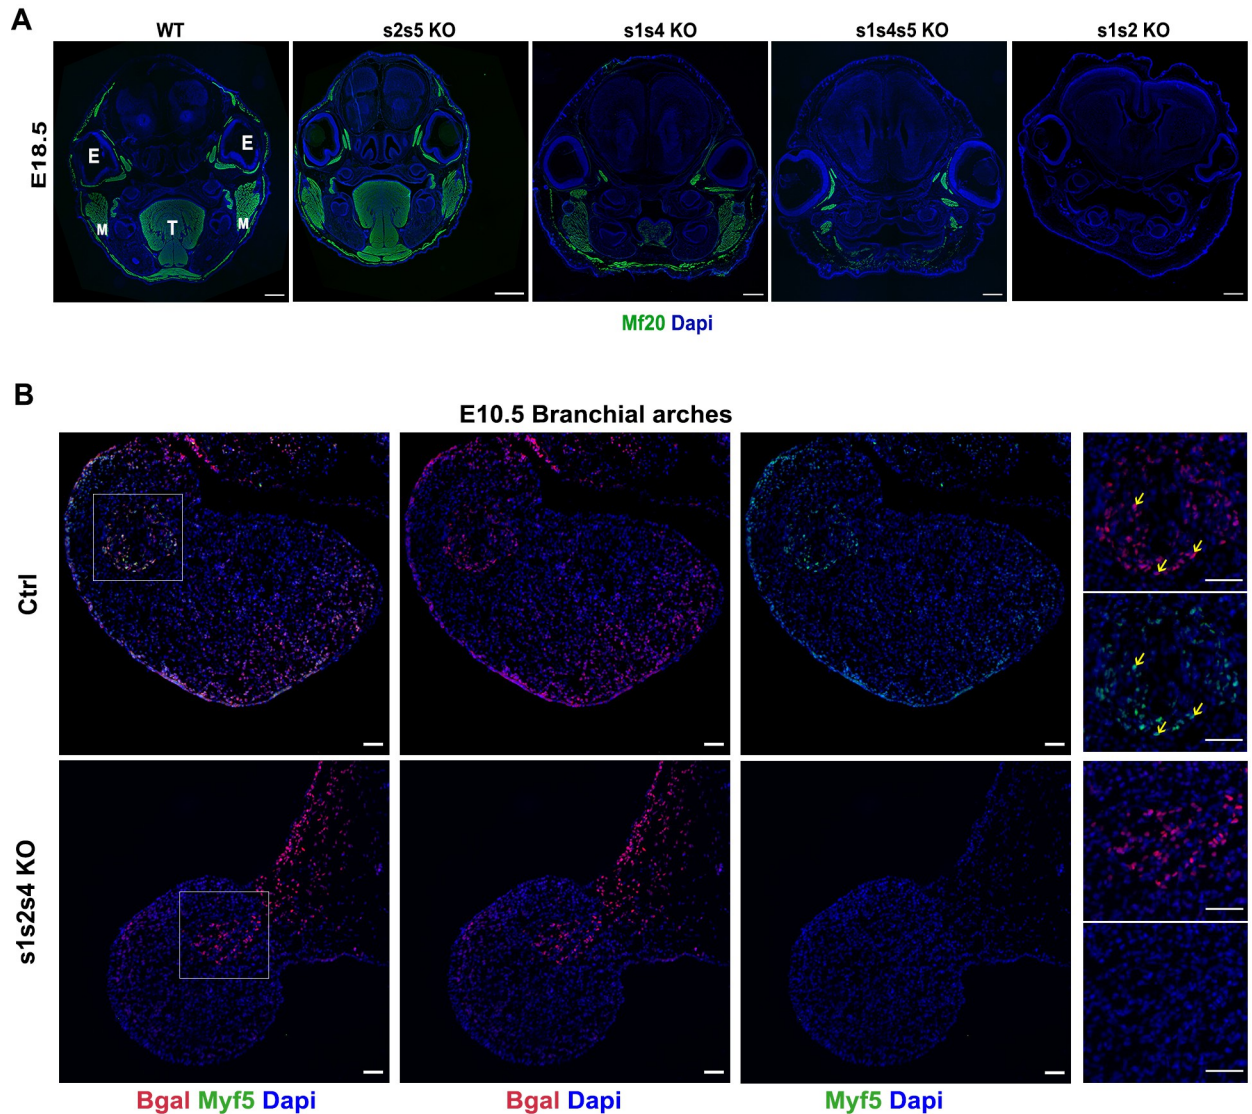 A
WT
s2s5 KO
s1s4 KO
s1s4s5 KO
s1s2 KO
E18.5
E
E
M
T
M
Mf20 Dapi
B
E10.5 Branchial arches
Ctrl
s1s2s4 KO
Bgal Myf5 Dapi
Bgal Dapi
Myf5 Dapi